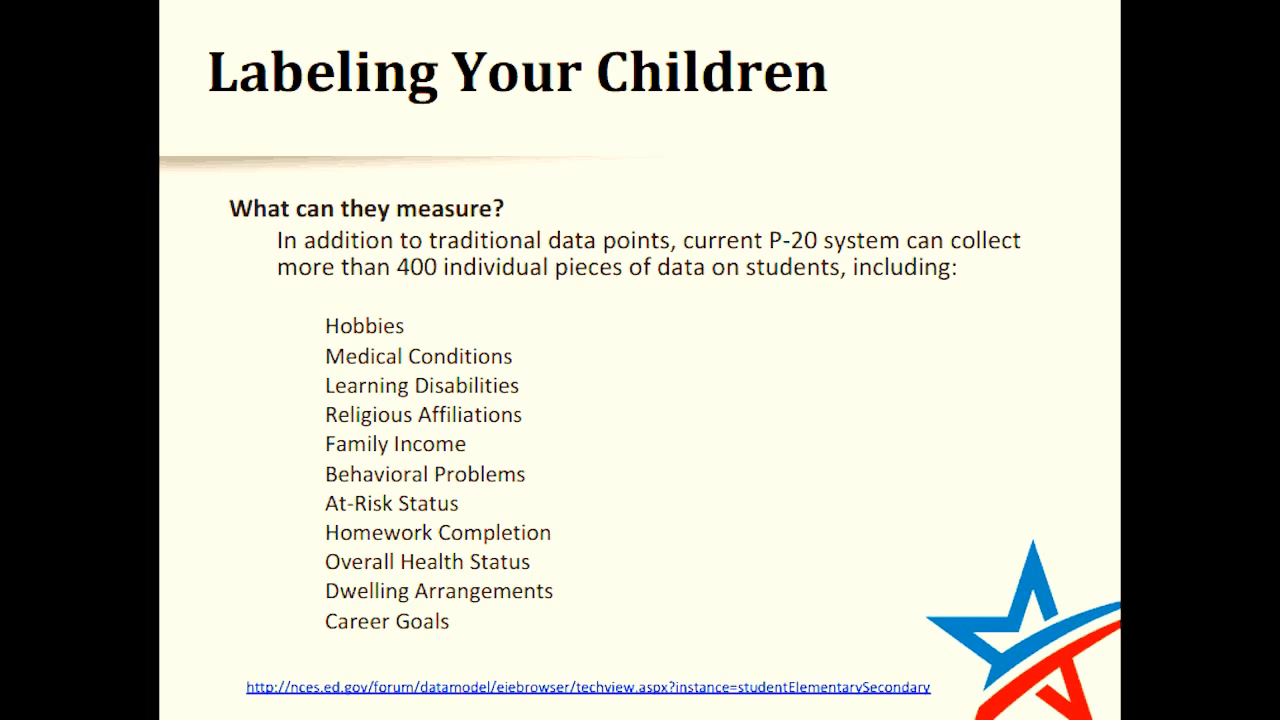 Labeling Your Children
What can they measure?
In addition to traditional data points, current P-20 system can collect
more than 400 individual pieces of data on students, including:
Hobbies
Medical Conditions
Learning Disabilities
Religious Affiliations
Family Income
Behavioral Problems
At-Risk Status
Homework Completion
Overall Health Status
Dwelling Arrangements
Career Goals
http://nces.ed.gov/forum/datamodel/eiebrowser/techview.aspx?instance=studentElementarySecondary